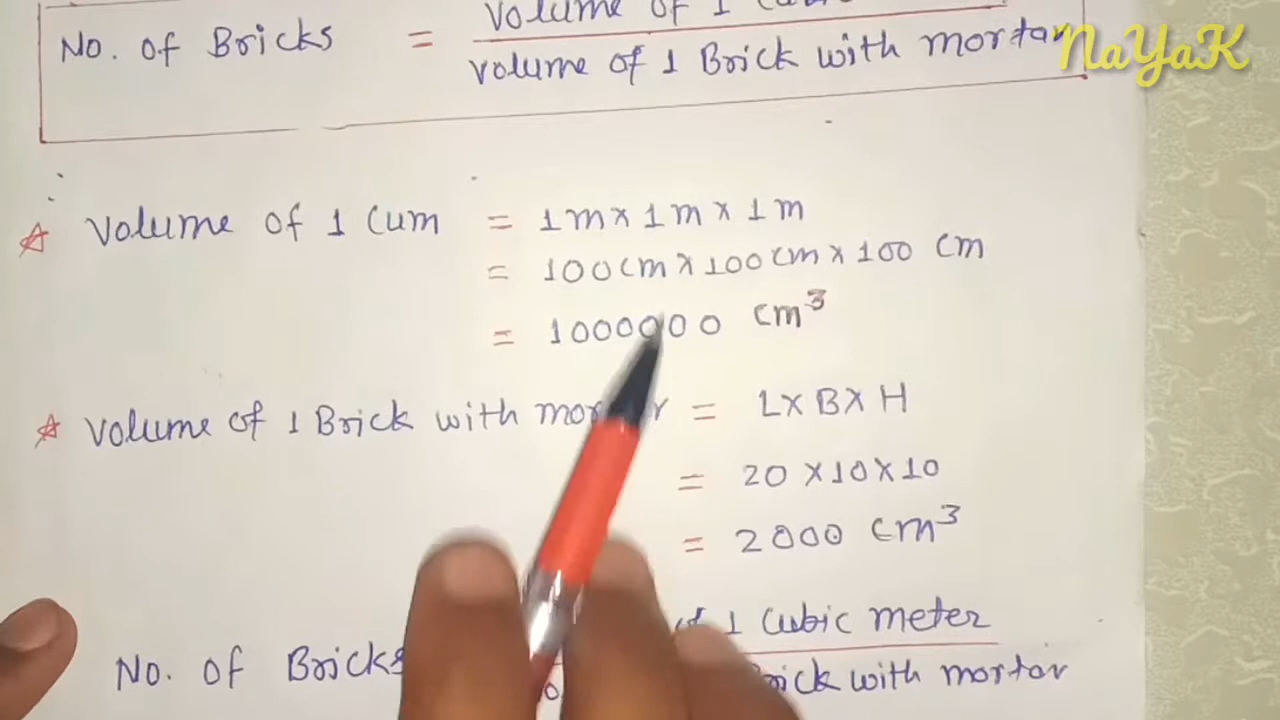 Volume of 1
No. of Bricks =
Volume of 1 Brick with mortar
NaYaK
Volume of 1 Cum = 1m x 1m x 1m
= 100cm x 100cm x 100 cm
= 1000000 cm³
Volume of 1 Brick with = L x B x H
= 20 x 10 x 10
= 2000 cm³
1 Cubic meter
No. of Bricks
with mortar